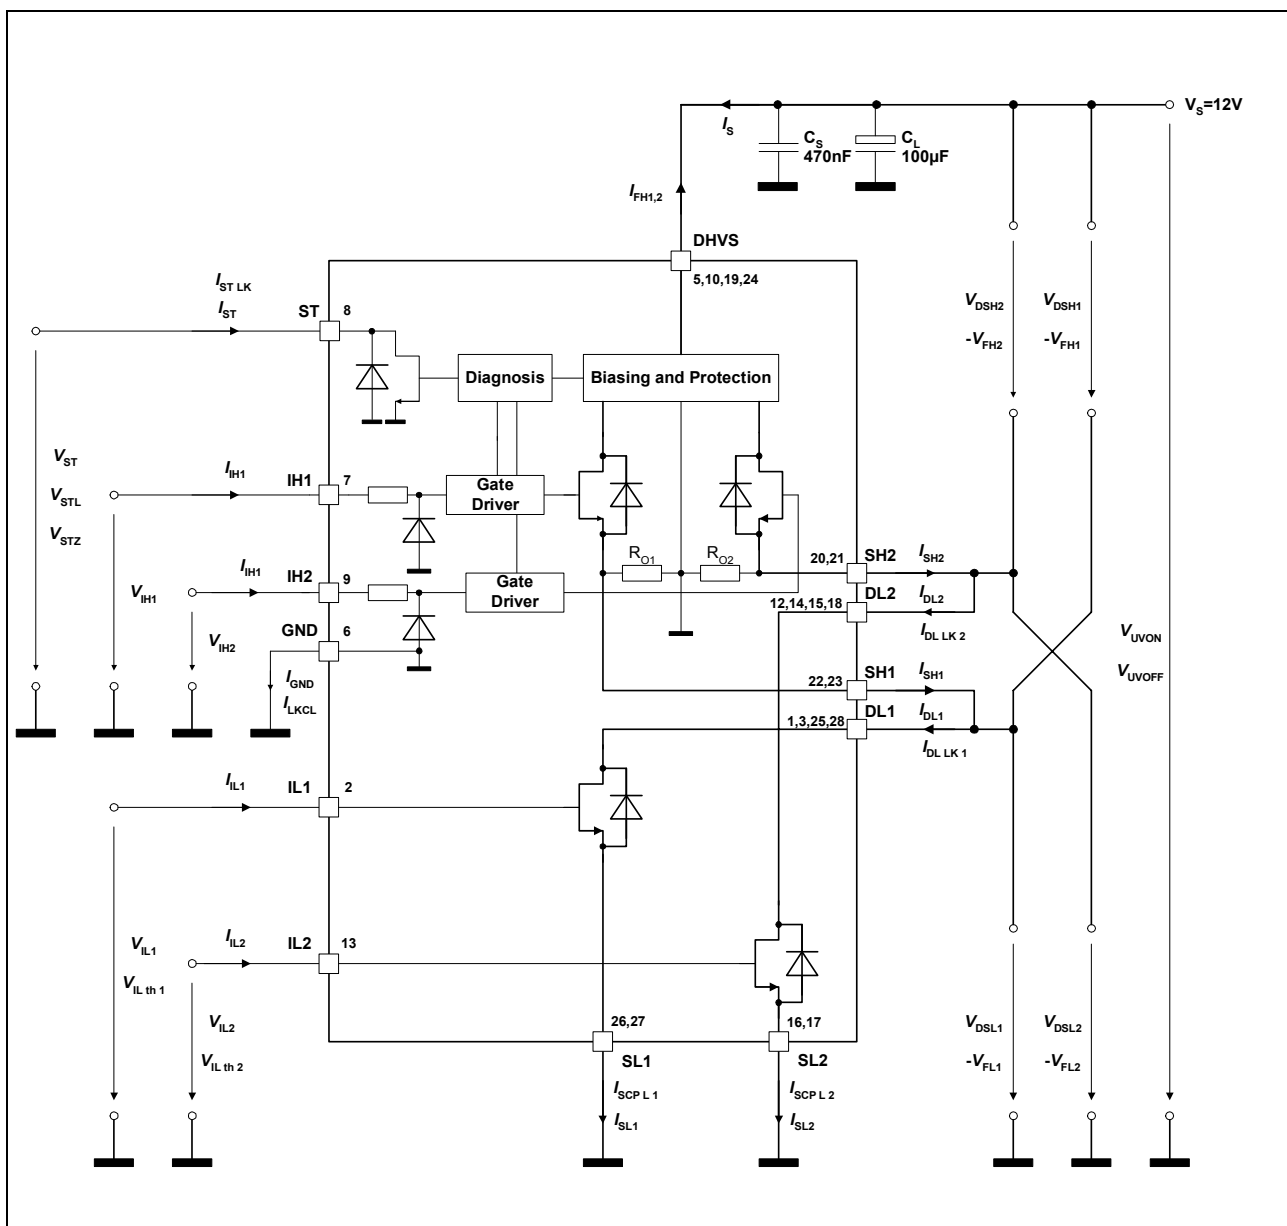 V_S=12V
I_S
C_S
470nF
C_L
100µF
I_FH1,2
DHVS
5,10,19,24
I_ST LK
I_ST
ST
8
V_DSH2
-V_FH2
V_DSH1
-V_FH1
Diagnosis
Biasing and Protection
V_ST
V_STL
V_STZ
I_IH1
IH1
7
Gate
Driver
R_O1
R_O2
20,21
SH2
I_SH2
I_IH1
IH2
9
Gate
Driver
DL2
I_DL2
12,14,15,18
I_DL LK 2
V_IH1
V_IH2
GND
6
I_GND
I_LKCL
V_UVON
V_UVOFF
SH1
I_SH1
22,23
DL1
I_DL1
1,3,25,28
I_DL LK 1
I_IL1
IL1
2
V_IL1
V_IL th 1
I_IL2
IL2
13
V_IL2
V_IL th 2
26,27
SL1
16,17
SL2
V_DSL1
-V_FL1
V_DSL2
-V_FL2
I_SCP L 1
I_SL1
I_SCP L 2
I_SL2